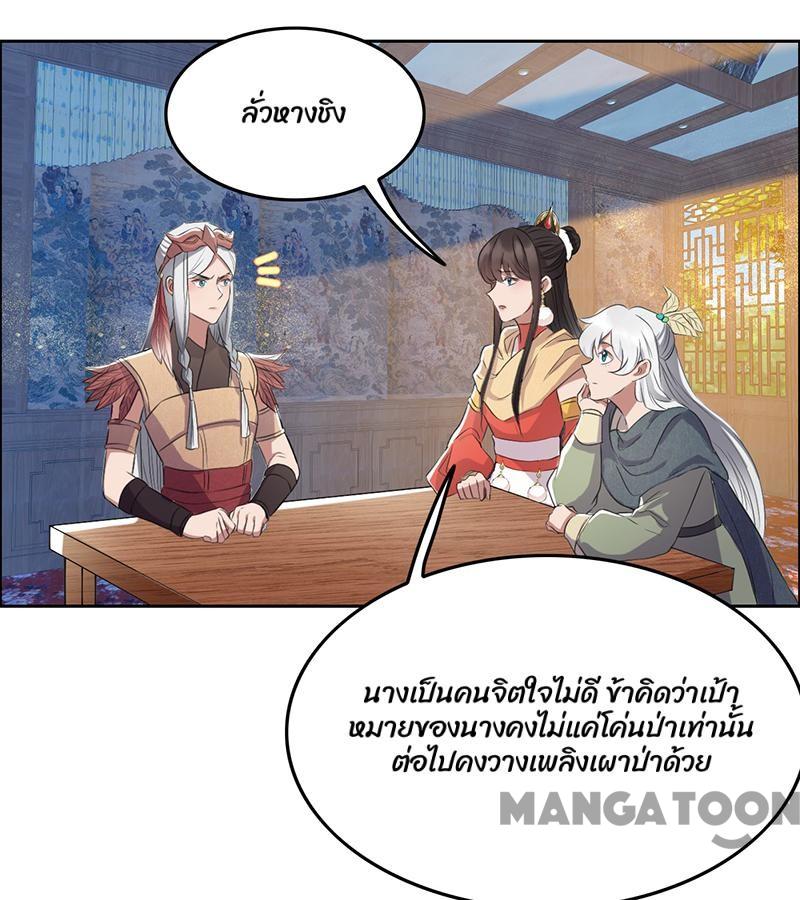 ลั่วหางชิง
นางเป็นคนจิตใจไม่ดี ข้าคิดว่าเป้า
หมายของนางคงไม่แค่โค่นป่าเท่านั้น
ต่อไปคงวางเพลิงเผาป่าด้วย
MANGATOON